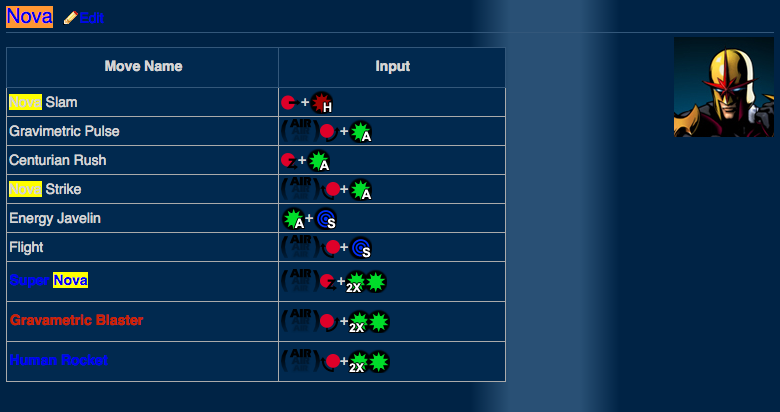 Nova Edit
Move Name Input
Nova Slam + H
Gravimetric Pulse (AIR) + A
Centurian Rush + A
Nova Strike (AIR) + A
Energy Javelin A + S
Flight (AIR) + S
Super Nova (AIR) + 2X
Gravametric Blaster (AIR) + 2X
Human Rocket (AIR) + 2X